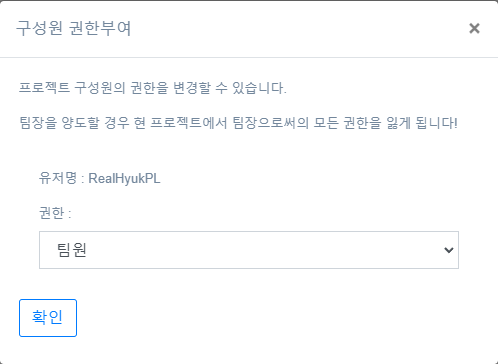 구성원 권한부여 ×
프로젝트 구성원의 권한을 변경할 수 있습니다.
팀장을 양도할 경우 현 프로젝트에서 팀장으로써의 모든 권한을 잃게 됩니다!
유저명 : RealHyukPL
권한 :
팀원
확인